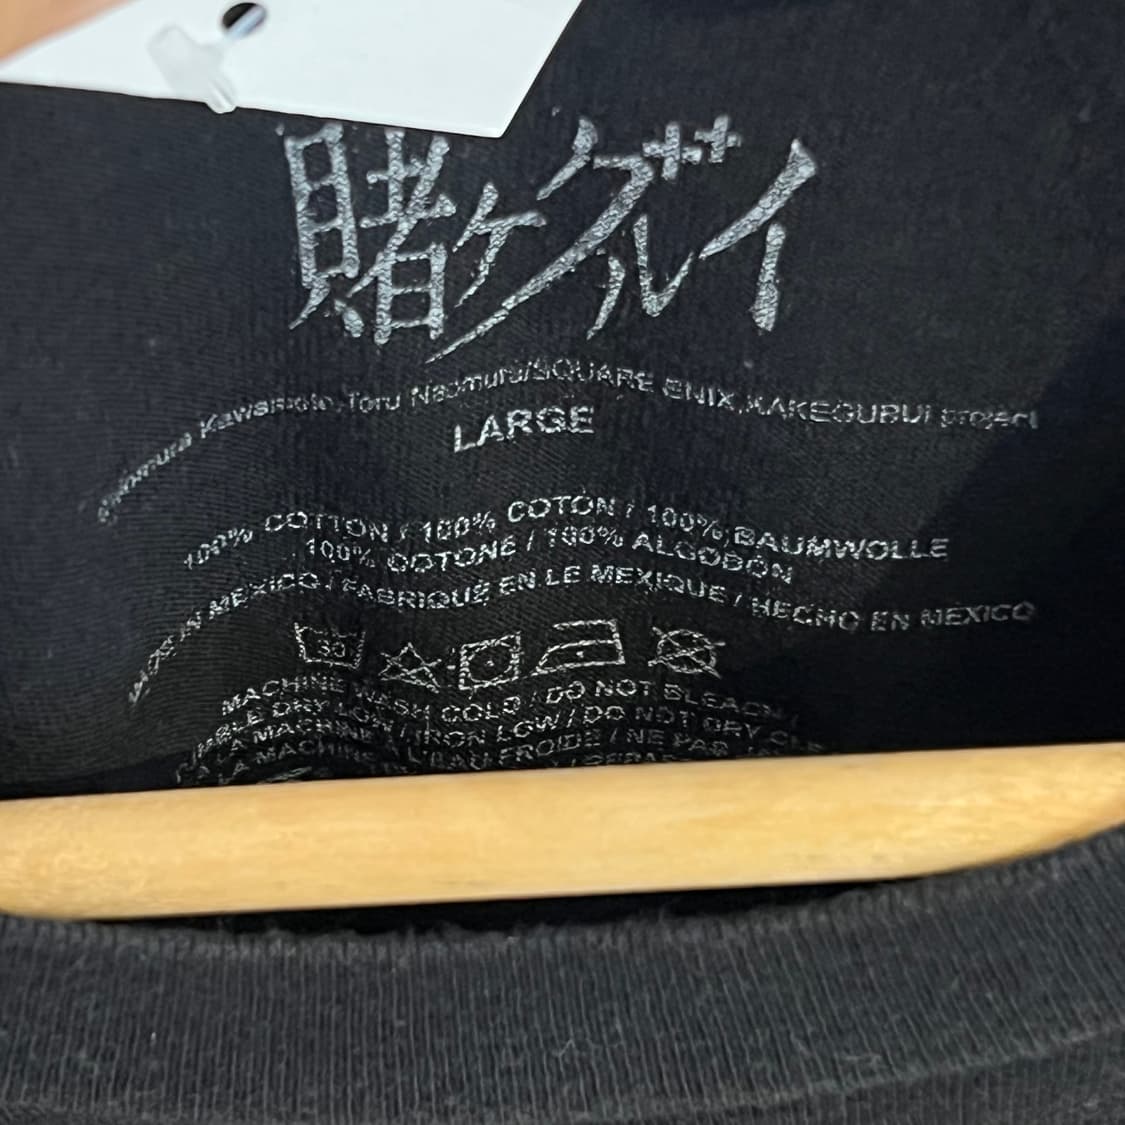 賭ケグルイ
Homura Kawamoto, Toru Naomura/SQUARE ENIX, KAKEGURUI project
LARGE
100% COTTON / 100% COTON / 100% BAUMWOLLE
100% COTONE / 100% ALGODÓN
MADE IN MEXICO / FABRIQUÉ EN LE MEXIQUE / HECHO EN MEXICO
30
MACHINE WASH COLD / DO NOT BLEACH /
DRY LOW / IRON LOW / DO NOT DRY
LA MACHINE À L'EAU FROIDE / NE PAS